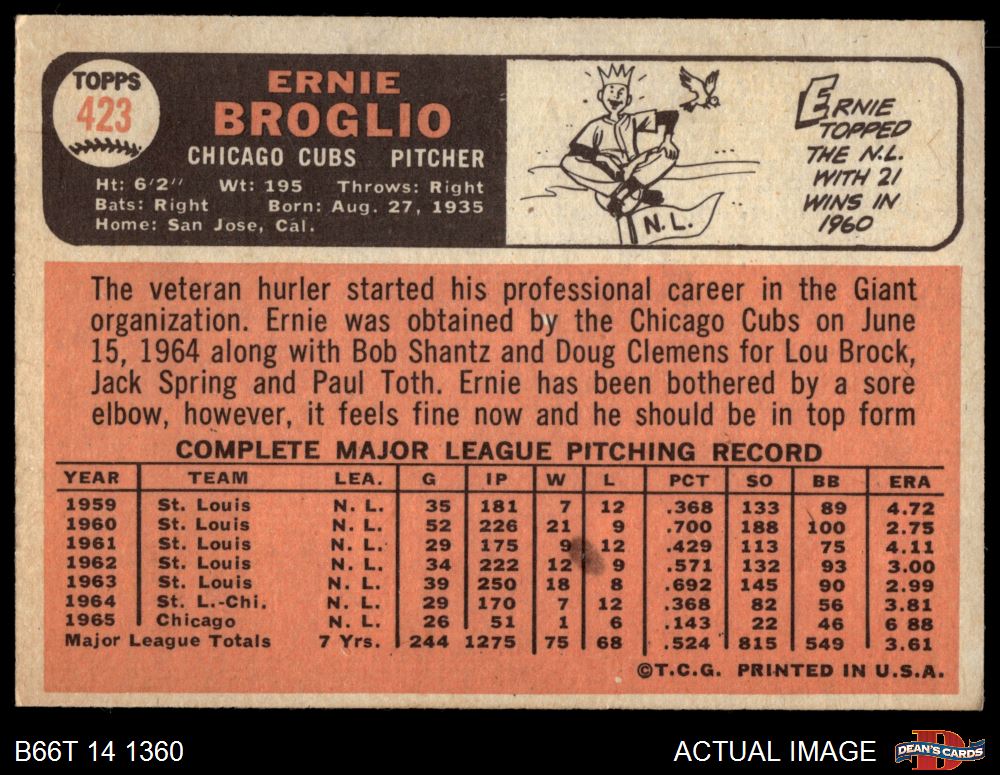 TOPPS
423
ERNIE
BROGLIO
CHICAGO CUBS PITCHER
Ht: 6'2" Wt: 195 Throws: Right
Bats: Right Born: Aug. 27, 1935
Home: San Jose, Cal.
N.L.
ERNIE
TOPPED
THE N.L.
WITH 21
WINS IN
1960
The veteran hurler started his professional career in the Giant
organization. Ernie was obtained by the Chicago Cubs on June
15, 1964 along with Bob Shantz and Doug Clemens for Lou Brock,
Jack Spring and Paul Toth. Ernie has been bothered by a sore
elbow, however, it feels fine now and he should be in top form
COMPLETE MAJOR LEAGUE PITCHING RECORD
YEAR TEAM LEA. G IP W L PCT SO BB ERA
1959 St. Louis N. L. 35 181 7 12 .368 133 89 4.72
1960 St. Louis N. L. 52 226 21 9 .700 188 100 2.75
1961 St. Louis N. L. 29 175 9 12 .429 113 75 4.11
1962 St. Louis N. L. 34 222 12 9 .571 132 93 3.00
1963 St. Louis N. L. 39 250 18 8 .692 145 90 2.99
1964 St. L.-Chi. N. L. 29 170 7 12 .368 82 56 3.81
1965 Chicago N. L. 26 51 1 6 .143 22 46 6 88
Major League Totals 7 Yrs. 244 1275 75 68 .524 815 549 3.61
©T.C.G. PRINTED IN U.S.A.
B66T 14 1360
ACTUAL IMAGE
DEAN'S CARDS